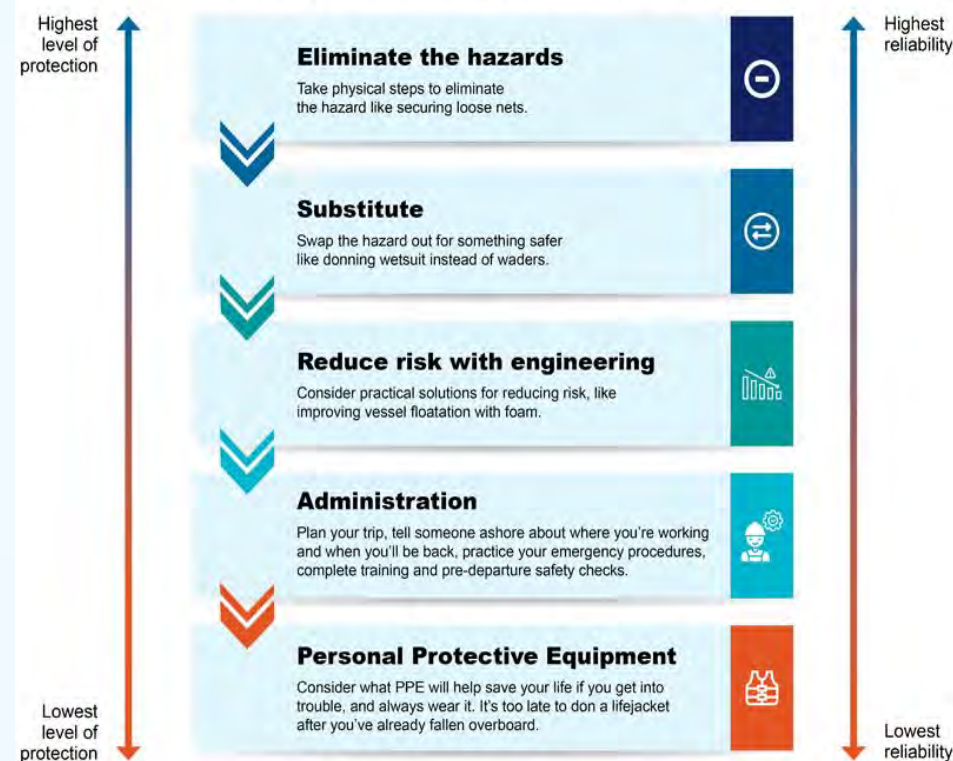 Highest
level of
protection
Highest
reliability
Eliminate the hazards
Take physical steps to eliminate
the hazard like securing loose nets.
Substitute
Swap the hazard out for something safer
like donning wetsuit instead of waders.
Reduce risk with engineering
Consider practical solutions for reducing risk, like
improving vessel floatation with foam.
Administration
Plan your trip, tell someone ashore about where you're working
and when you'll be back, practice your emergency procedures,
complete training and pre-departure safety checks.
Personal Protective Equipment
Consider what PPE will help save your life if you get into
trouble, and always wear it. It's too late to don a lifejacket
after you've already fallen overboard.
Lowest
level of
protection
Lowest
reliability